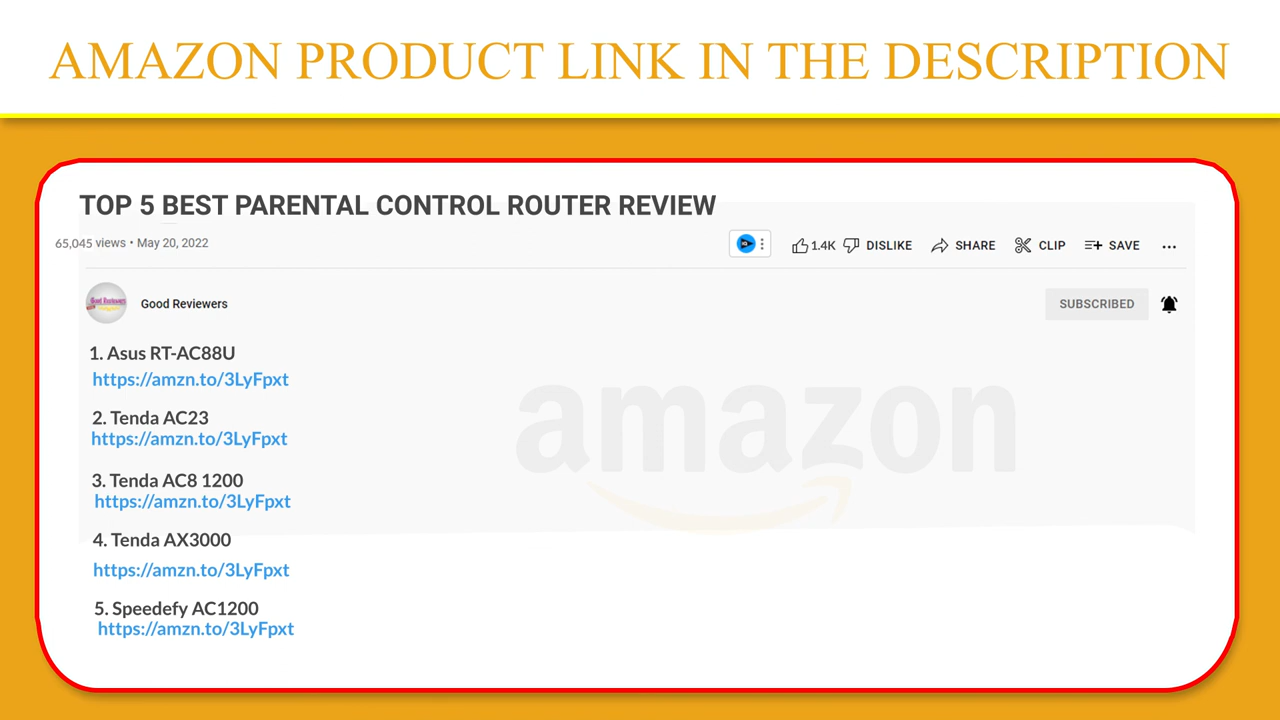 AMAZON PRODUCT LINK IN THE DESCRIPTION
TOP 5 BEST PARENTAL CONTROL ROUTER REVIEW
65,045 views • May 20, 2022
1.4K DISLIKE SHARE CLIP SAVE ...
Good Reviewers
Good Reviewers
SUBSCRIBED
1. Asus RT-AC88U
https://amzn.to/3LyFpxt
2. Tenda AC23
https://amzn.to/3LyFpxt
3. Tenda AC8 1200
https://amzn.to/3LyFpxt
4. Tenda AX3000
https://amzn.to/3LyFpxt
5. Speedefy AC1200
https://amzn.to/3LyFpxt
amazon